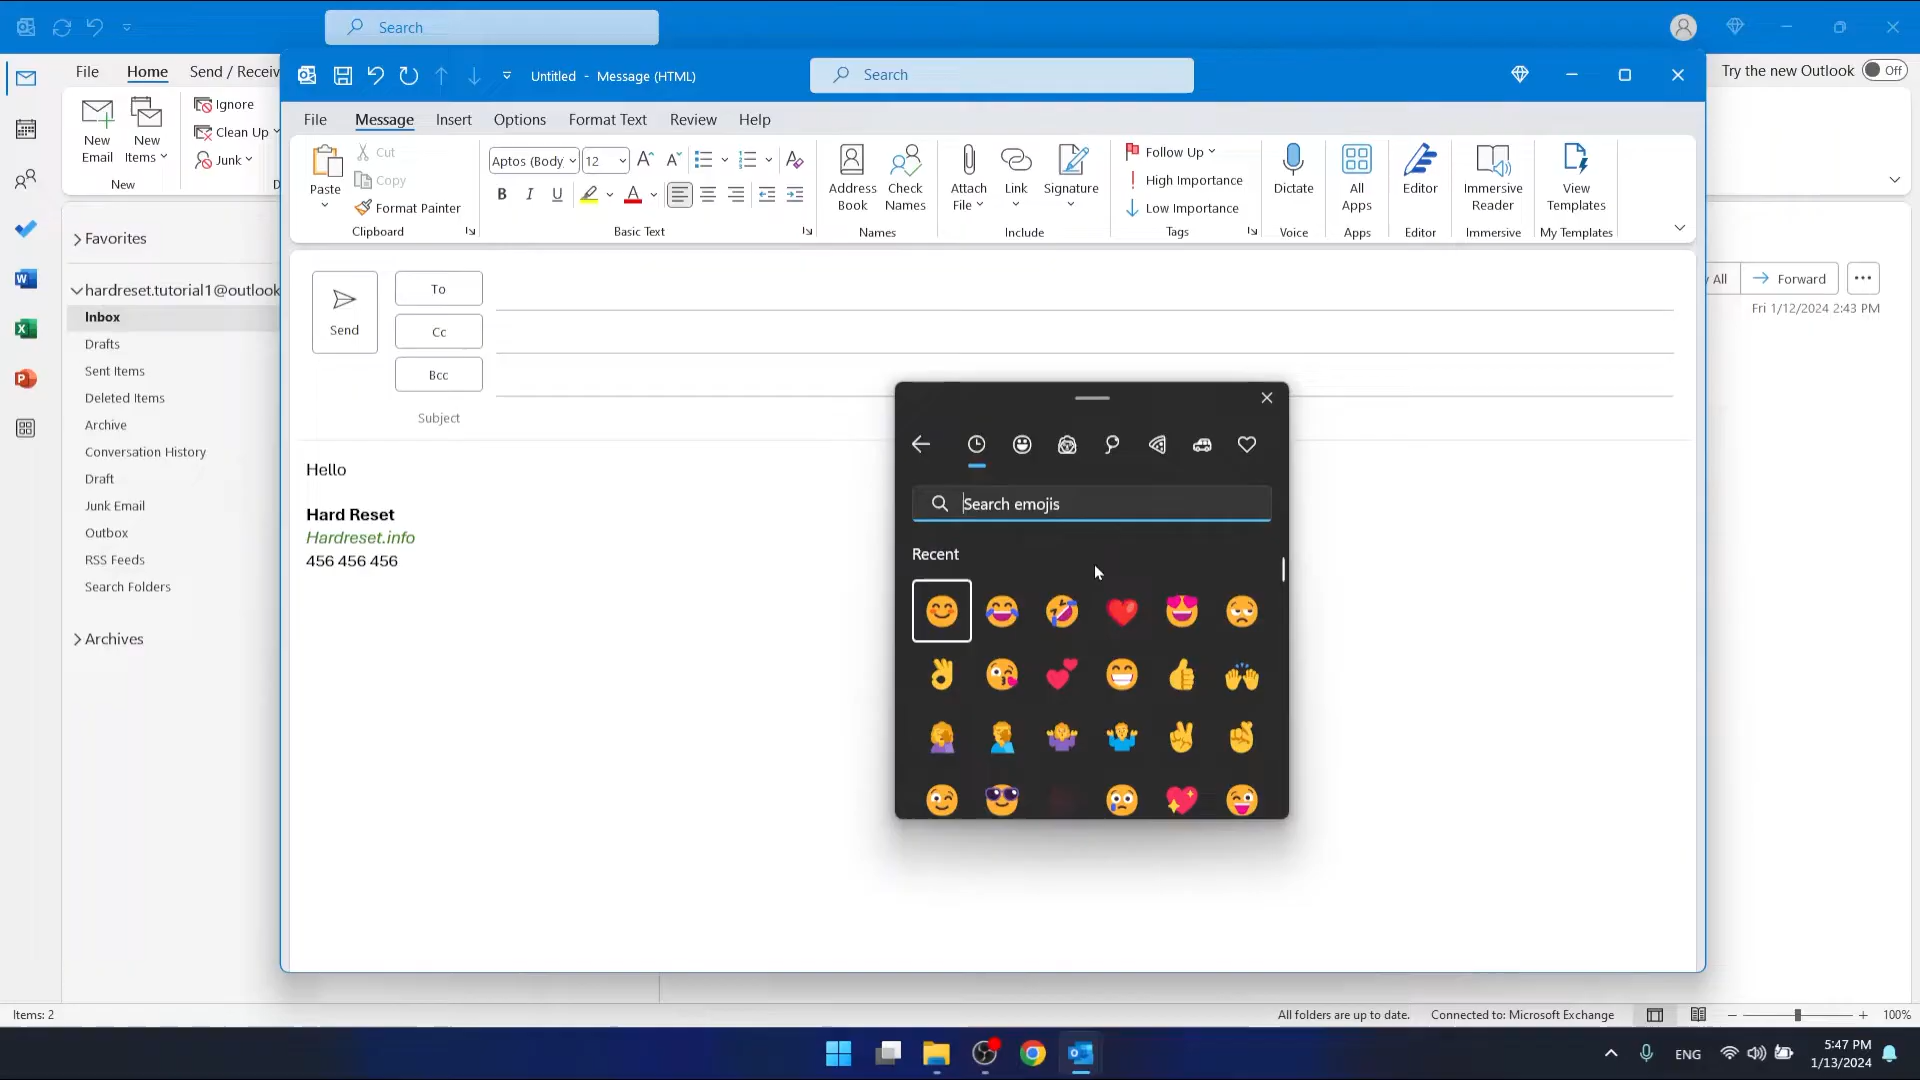 Search
File Home Send / Receiv
Try the new Outlook Off
New Email
New Items
Ignore
Clean Up
Junk
New
Favorites
hardreset.tutorial1@outlook
Inbox
Drafts
Sent Items
Deleted Items
Archive
Conversation History
Draft
Junk Email
Outbox
RSS Feeds
Search Folders
Archives
Untitled - Message (HTML)
Search
File Message Insert Options Format Text Review Help
Paste
Cut
Copy
Format Painter
Clipboard
Aptos (Body 12
B I U
Basic Text
Address Book
Check Names
Names
Attach File
Link
Signature
Include
Follow Up
High Importance
Low Importance
Tags
Dictate
Voice
All Apps
Apps
Editor
Editor
Immersive Reader
Immersive
View Templates
My Templates
Send
To
Cc
Bcc
Subject
Hello
Hard Reset
Hardreset.info
456 456 456
Search emojis
Recent
All
Forward
Fri 1/12/2024 2:43 PM
Items: 2
All folders are up to date. Connected to: Microsoft Exchange 100%
ENG
5:47 PM
1/13/2024